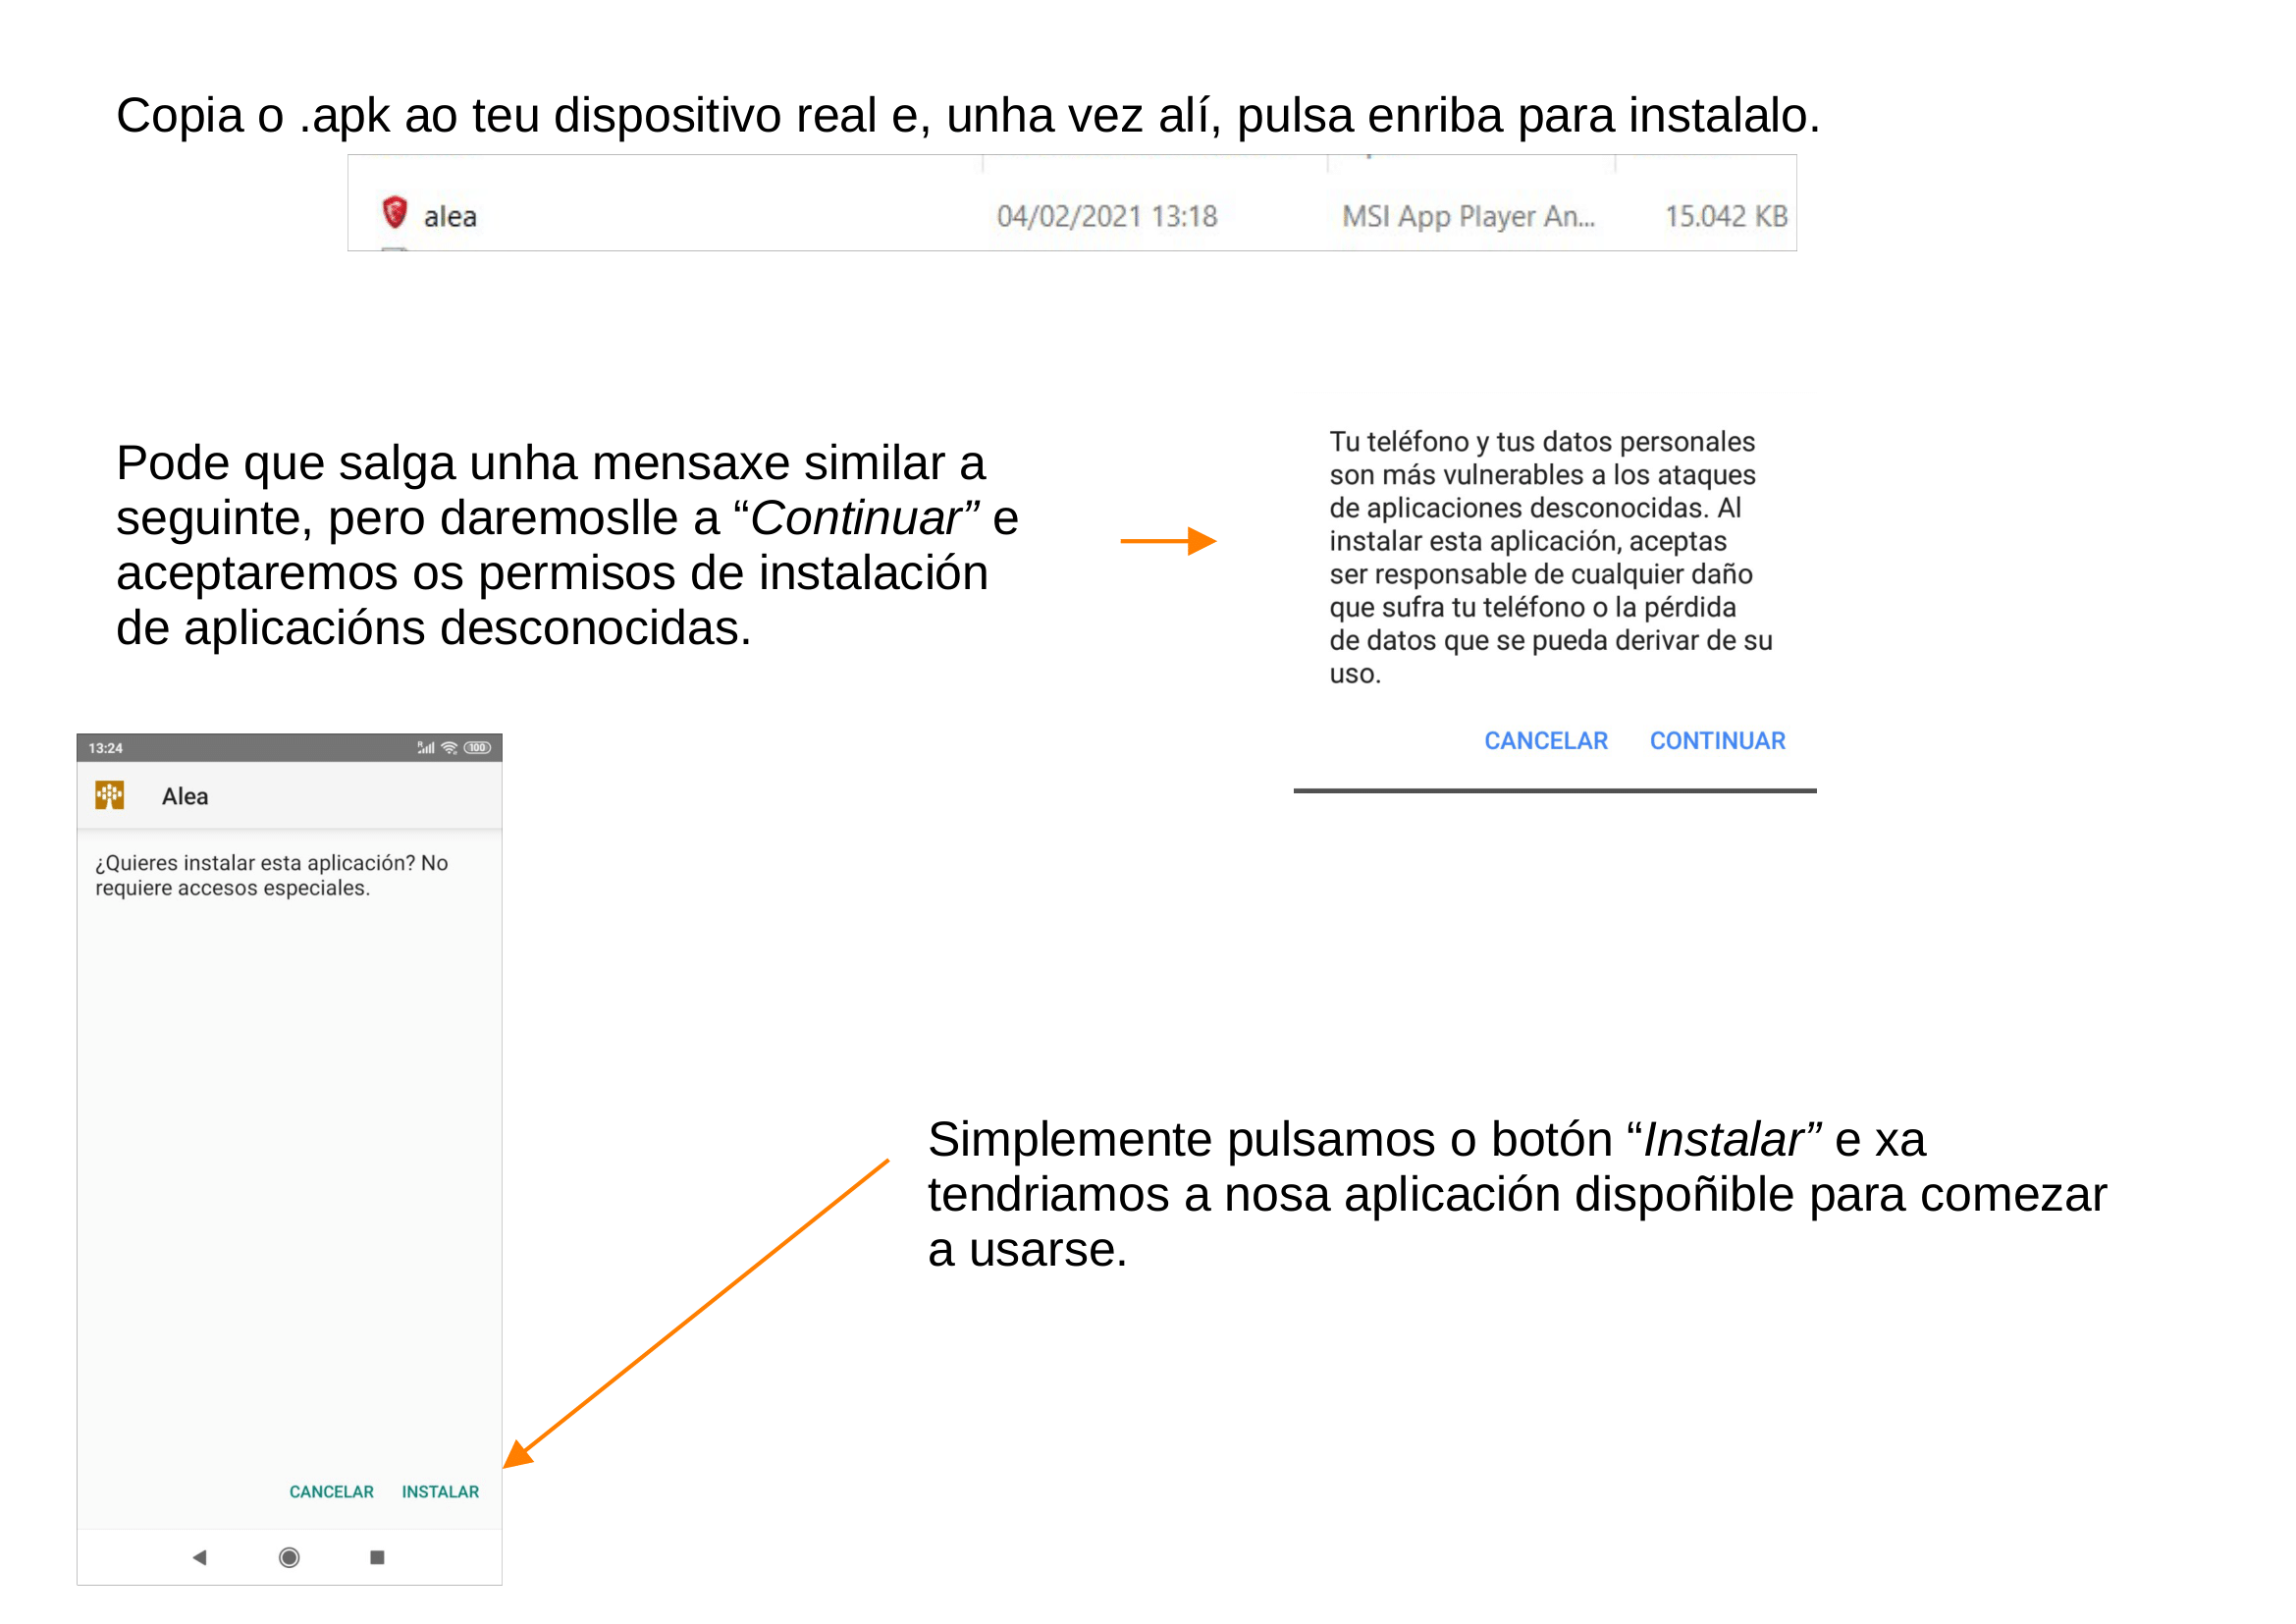 Copia o .apk ao teu dispositivo real e, unha vez alí, pulsa enriba para instalalo.
alea 04/02/2021 13:18 MSI App Player An... 15.042 KB
Pode que salga unha mensaxe similar a
seguinte, pero daremoslle a “Continuar” e
aceptaremos os permisos de instalación
de aplicacións desconocidas.
Tu teléfono y tus datos personales
son más vulnerables a los ataques
de aplicaciones desconocidas. Al
instalar esta aplicación, aceptas
ser responsable de cualquier daño
que sufra tu teléfono o la pérdida
de datos que se pueda derivar de su
uso.
CANCELAR CONTINUAR
13:24 R 100
Alea
¿Quieres instalar esta aplicación? No
requiere accesos especiales.
CANCELAR INSTALAR
Simplemente pulsamos o botón “Instalar” e xa
tendriamos a nosa aplicación dispoñible para comezar
a usarse.